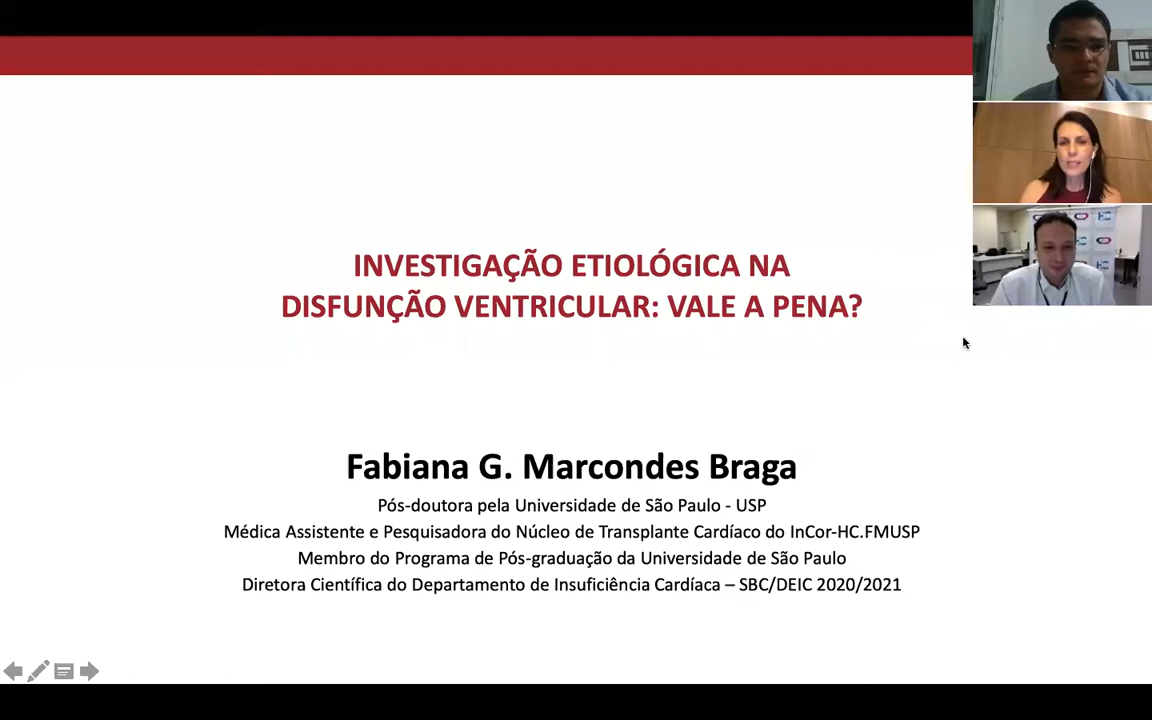 INVESTIGAÇÃO ETIOLÓGICA NA
DISFUNÇÃO VENTRICULAR: VALE A PENA?
Fabiana G. Marcondes Braga
Pós-doutora pela Universidade de São Paulo - USP
Médica Assistente e Pesquisadora do Núcleo de Transplante Cardíaco do InCor-HC.FMUSP
Membro do Programa de Pós-graduação da Universidade de São Paulo
Diretora Científica do Departamento de Insuficiência Cardíaca – SBC/DEIC 2020/2021